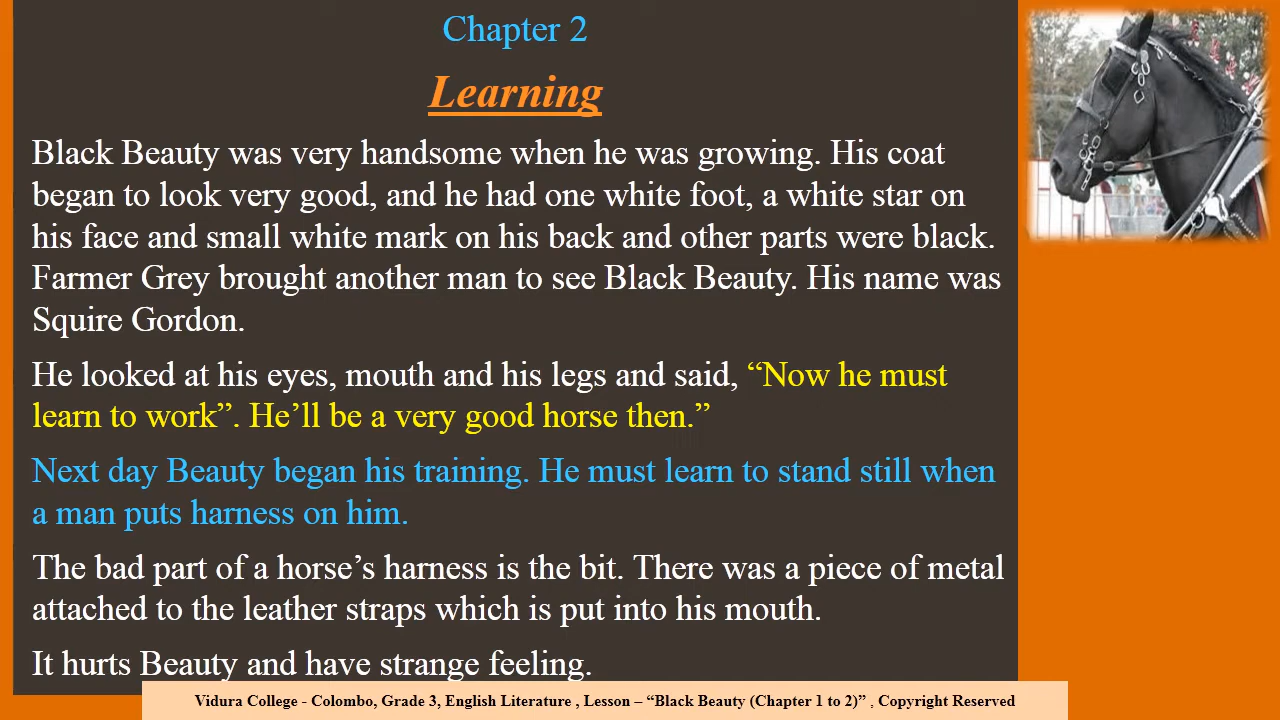 Chapter 2
Learning
Black Beauty was very handsome when he was growing. His coat
began to look very good, and he had one white foot, a white star on
his face and small white mark on his back and other parts were black.
Farmer Grey brought another man to see Black Beauty. His name was
Squire Gordon.
He looked at his eyes, mouth and his legs and said, “Now he must
learn to work”. He’ll be a very good horse then.”
Next day Beauty began his training. He must learn to stand still when
a man puts harness on him.
The bad part of a horse’s harness is the bit. There was a piece of metal
attached to the leather straps which is put into his mouth.
It hurts Beauty and have strange feeling.
Vidura College - Colombo, Grade 3, English Literature , Lesson – “Black Beauty (Chapter 1 to 2)” , Copyright Reserved